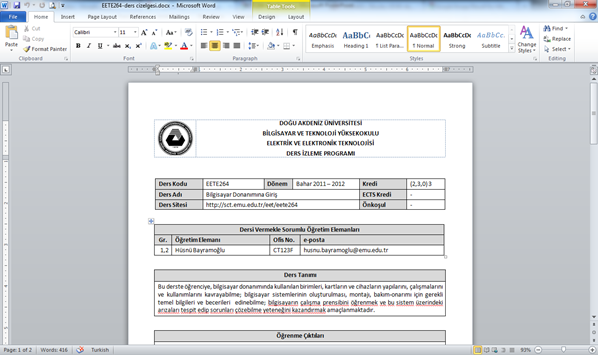 EETE264-ders cizelgesi.docx - Microsoft Word
Table Tools
File Home Insert Page Layout References Mailings Review View Design Layout
Cut
Copy
Format Painter
Paste
Clipboard
Calibri 11
Font
Paragraph
AaBbCcDc AaBbCc AaBbCcDc AaBbCcDc AaBbCcDc AaBbCc.
Emphasis Heading 1 ¶ List Para... ¶ Normal Strong Subtitle
Styles
Change Styles
Find
Replace
Select
Editing
DOĞU AKDENİZ ÜNİVERSİTESİ
BİLGİSAYAR VE TEKNOLOJİ YÜKSEKOKULU
ELEKTRİK VE ELEKTRONİK TEKNOLOJİSİ
DERS İZLEME PROGRAMI
Ders Kodu EETE264 Dönem Bahar 2011 – 2012 Kredi (2,3,0) 3
Ders Adı Bilgisayar Donanımına Giriş ECTS Kredi -
Ders Sitesi http://sct.emu.edu.tr/eet/eete264 Önkoşul -
Dersi Vermekle Sorumlu Öğretim Elemanları
Gr. Öğretim Elemanı Ofis No. e-posta
1,2 Hüsnü Bayramoğlu CT123F husnu.bayramoglu@emu.edu.tr
Ders Tanımı
Bu derste öğrenciye, bilgisayar donanımında kullanılan birimleri, kartların ve cihazların yapılarını, çalışmalarını
ve kullanımlarını kavrayabilme; bilgisayar sistemlerinin oluşturulması, montajı, bakım-onarımı için gerekli
temel bilgileri ve becerileri edinebilme; bilgisayarın çalışma prensibini öğrenmek ve bu sistem üzerindeki
arızaları tespit edip sorunları çözebilme yeteneğini kazandırmak amaçlanmaktadır.
Öğrenme Çıktıları
Page: 1 of 2 Words: 416 Turkish 93%